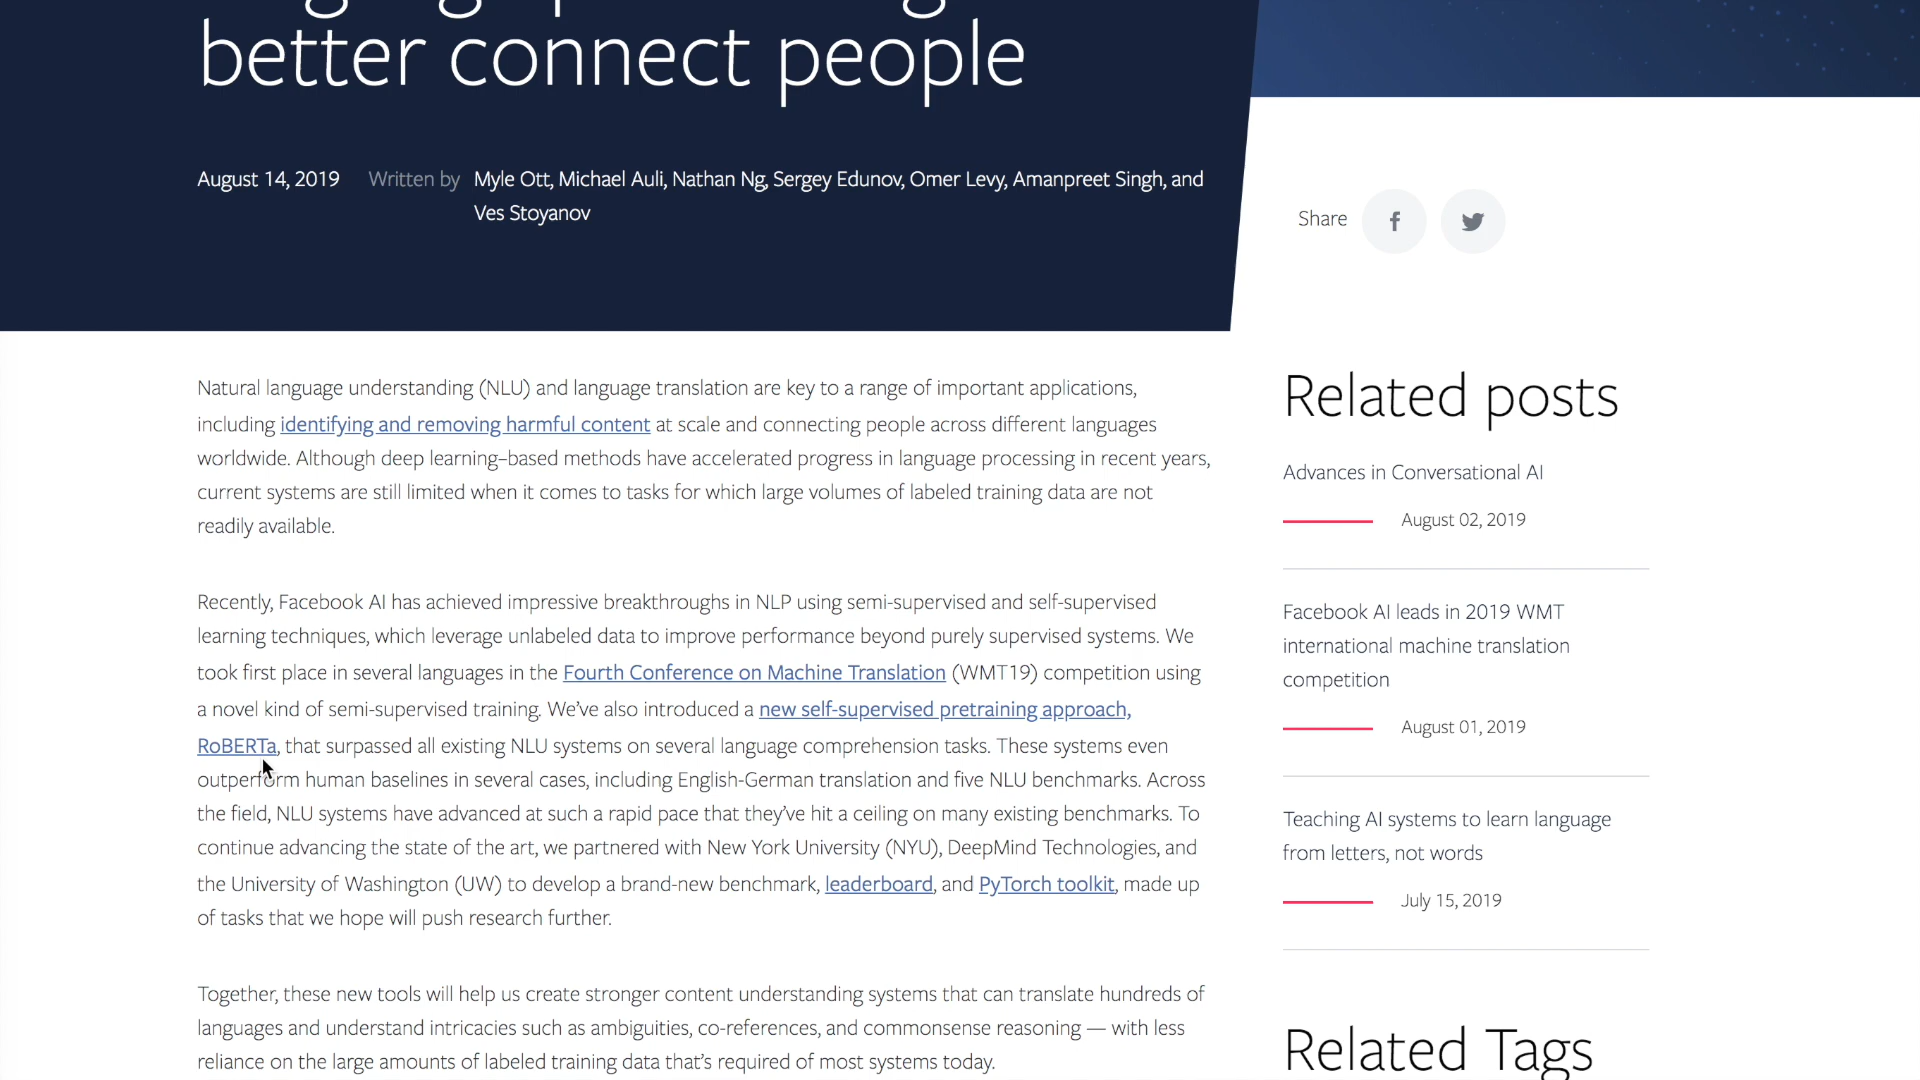 better connect people
August 14, 2019 Written by Myle Ott, Michael Auli, Nathan Ng, Sergey Edunov, Omer Levy, Amanpreet Singh, and
Ves Stoyanov
Share
Natural language understanding (NLU) and language translation are key to a range of important applications,
including identifying and removing harmful content at scale and connecting people across different languages
worldwide. Although deep learning–based methods have accelerated progress in language processing in recent years,
current systems are still limited when it comes to tasks for which large volumes of labeled training data are not
readily available.
Recently, Facebook AI has achieved impressive breakthroughs in NLP using semi-supervised and self-supervised
learning techniques, which leverage unlabeled data to improve performance beyond purely supervised systems. We
took first place in several languages in the Fourth Conference on Machine Translation (WMT19) competition using
a novel kind of semi-supervised training. We’ve also introduced a new self-supervised pretraining approach,
RoBERTa, that surpassed all existing NLU systems on several language comprehension tasks. These systems even
outperform human baselines in several cases, including English-German translation and five NLU benchmarks. Across
the field, NLU systems have advanced at such a rapid pace that they’ve hit a ceiling on many existing benchmarks. To
continue advancing the state of the art, we partnered with New York University (NYU), DeepMind Technologies, and
the University of Washington (UW) to develop a brand-new benchmark, leaderboard, and PyTorch toolkit, made up
of tasks that we hope will push research further.
Together, these new tools will help us create stronger content understanding systems that can translate hundreds of
languages and understand intricacies such as ambiguities, co-references, and commonsense reasoning — with less
reliance on the large amounts of labeled training data that’s required of most systems today.
Related posts
Advances in Conversational AI
August 02, 2019
Facebook AI leads in 2019 WMT
international machine translation
competition
August 01, 2019
Teaching AI systems to learn language
from letters, not words
July 15, 2019
Related Tags